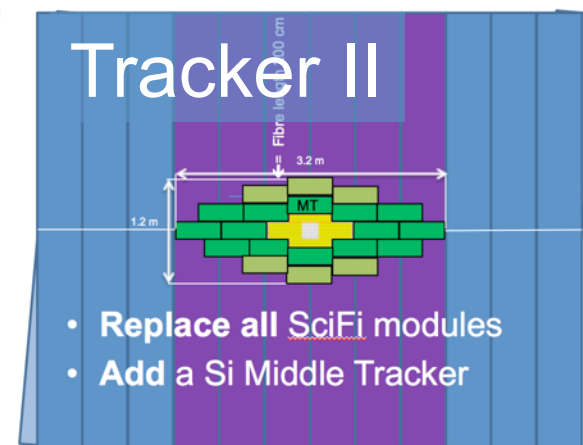 Tracker II
3.2 m
MT
1.2 m
• Replace all SciFi modules
• Add a Si Middle Tracker